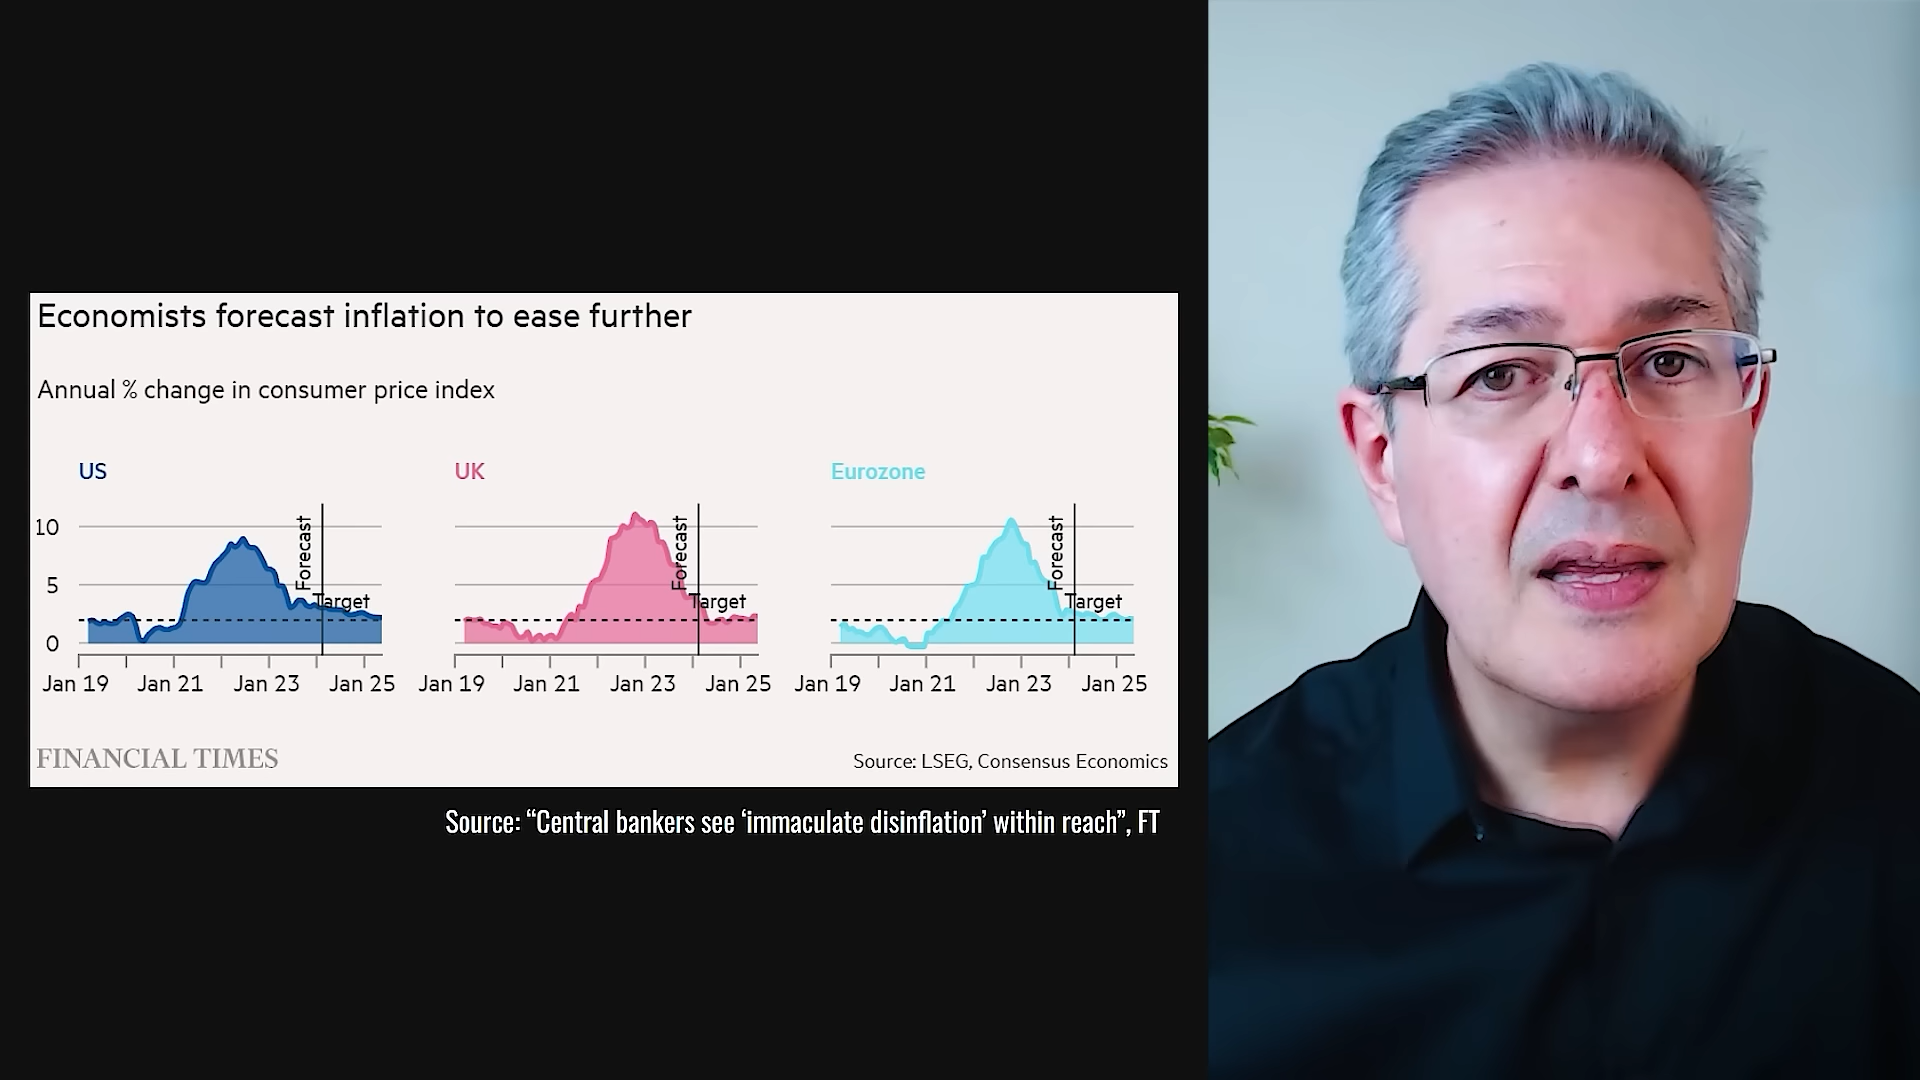 Economists forecast inflation to ease further
Annual % change in consumer price index
US
UK
Eurozone
10
5
0
Forecast
Target
Forecast
Target
Forecast
Target
Jan 19 Jan 21 Jan 23 Jan 25
Jan 19 Jan 21 Jan 23 Jan 25
Jan 19 Jan 21 Jan 23 Jan 25
FINANCIAL TIMES
Source: LSEG, Consensus Economics
Source: “Central bankers see ‘immaculate disinflation’ within reach”, FT